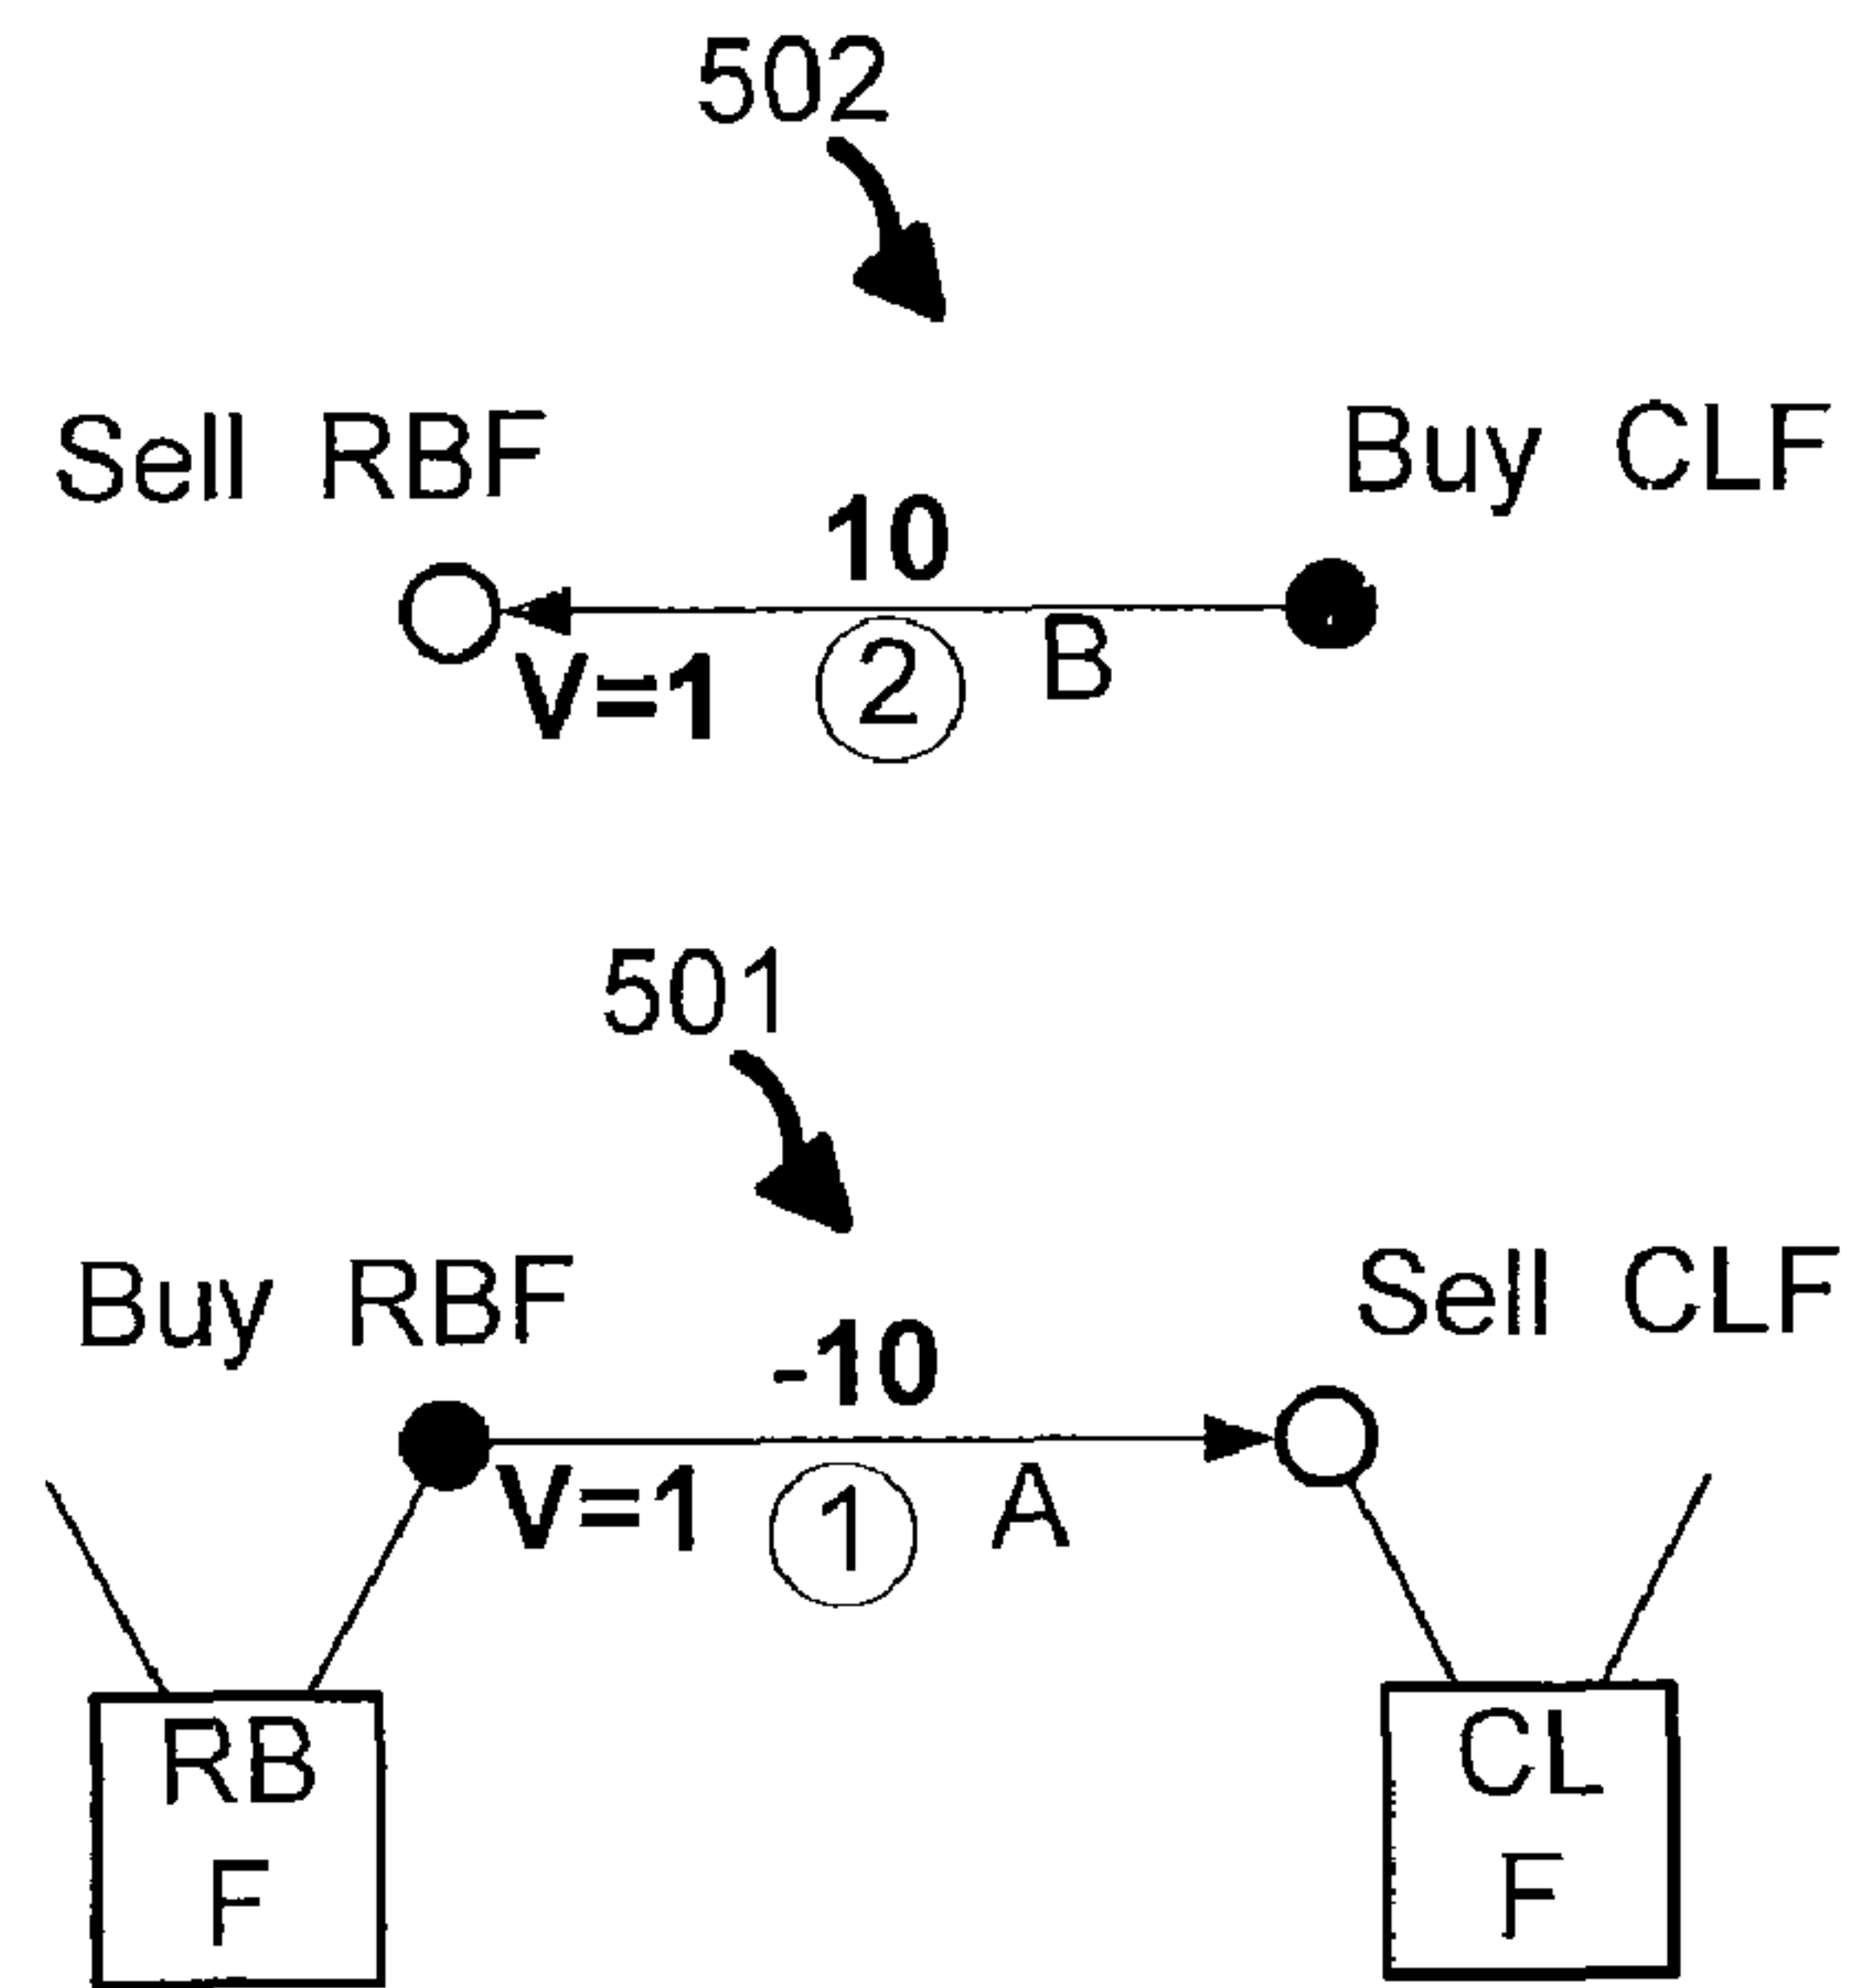 502
Sell RBF
Buy CLF
10
V=1
2
B
501
Buy RBF
Sell CLF
-10
V=1
1
A
RB
F
CL
F